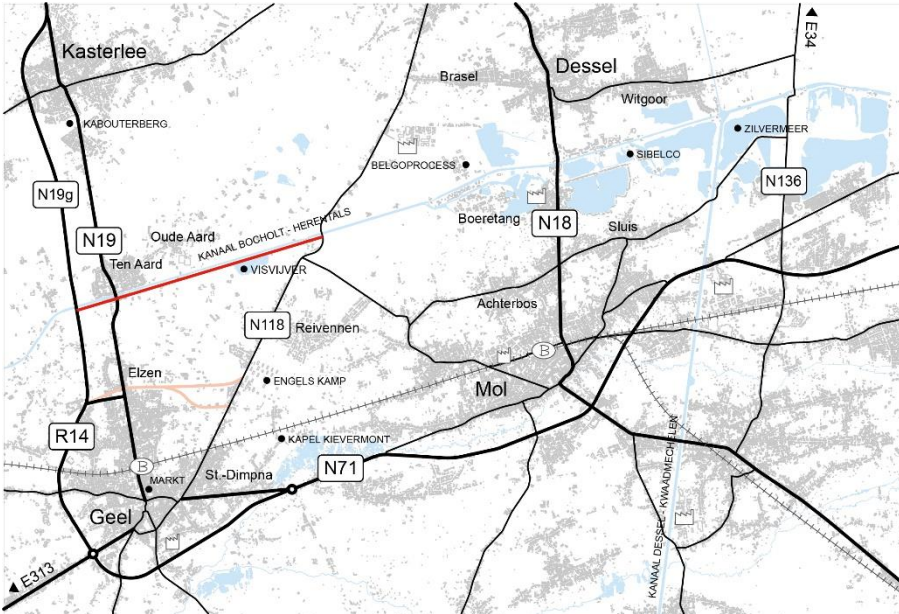 E34
Kasterlee
Dessel
Brasel
Witgoor
KABOUTERBERG
ZILVERMEER
SIBELCO
BELGOPROCESS
N136
N19g
Boeretang
N18
Sluis
Oude Aard
N19
KANAAL BOCHOLT - HERENTALS
Ten Aard
VISVIJVER
Achterbos
N118
Reivennen
B
Elzen
ENGELS KAMP
Mol
R14
KAPEL KIEVERMONT
KANAAL DESSEL - KWAADMECHELEN
B
St.-Dimpna
N71
MARKT
Geel
E313